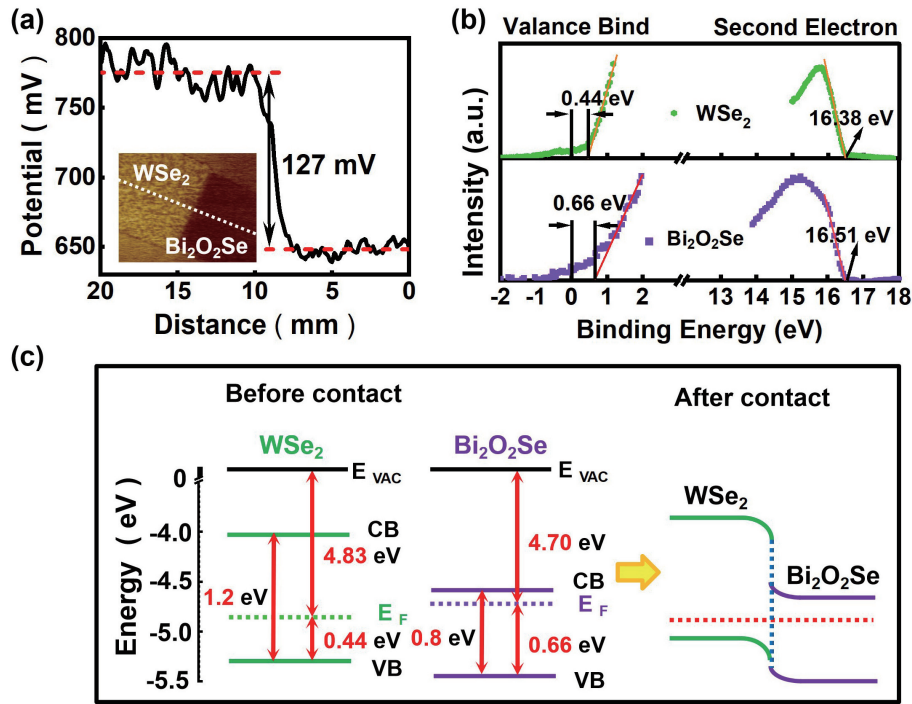 (a)
800
750
700
650
Potential ( mV )
127 mV
WSe2
Bi2O2Se
20 15 10 5 0
Distance ( mm )
(b)
Valance Bind Second Electron
0.44 eV
WSe2
16.38 eV
0.66 eV
Bi2O2Se
16.51 eV
Intensity (a.u.)
-2 0 2 13 14 15 16 17 18
Binding Energy (eV)
(c)
Before contact After contact
WSe2 Bi2O2Se
E VAC E VAC
0
-4.0
-4.5
-5.0
-5.5
Energy ( eV )
CB
4.83 eV
1.2 eV
E F
0.44 eV
VB
4.70 eV
CB
E F
0.8 eV
0.66 eV
VB
WSe2
Bi2O2Se